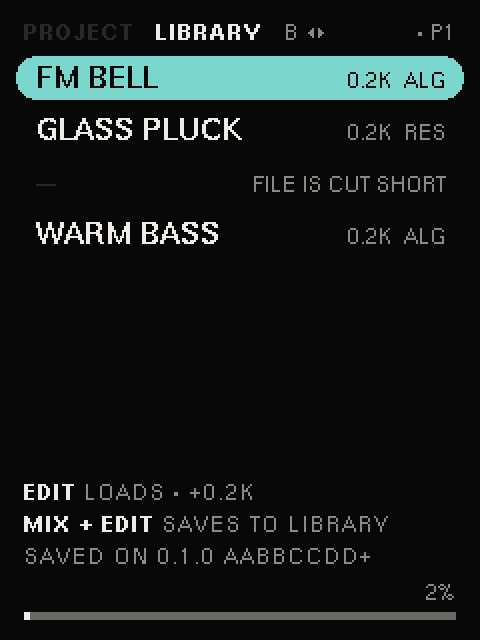 PROJECT LIBRARY B ◂▸ · P1
FM BELL 0.2K ALG
GLASS PLUCK 0.2K RES
— FILE IS CUT SHORT
WARM BASS 0.2K ALG
EDIT LOADS · +0.2K
MIX + EDIT SAVES TO LIBRARY
SAVED ON 0.1.0 AABBCCDD+
2%